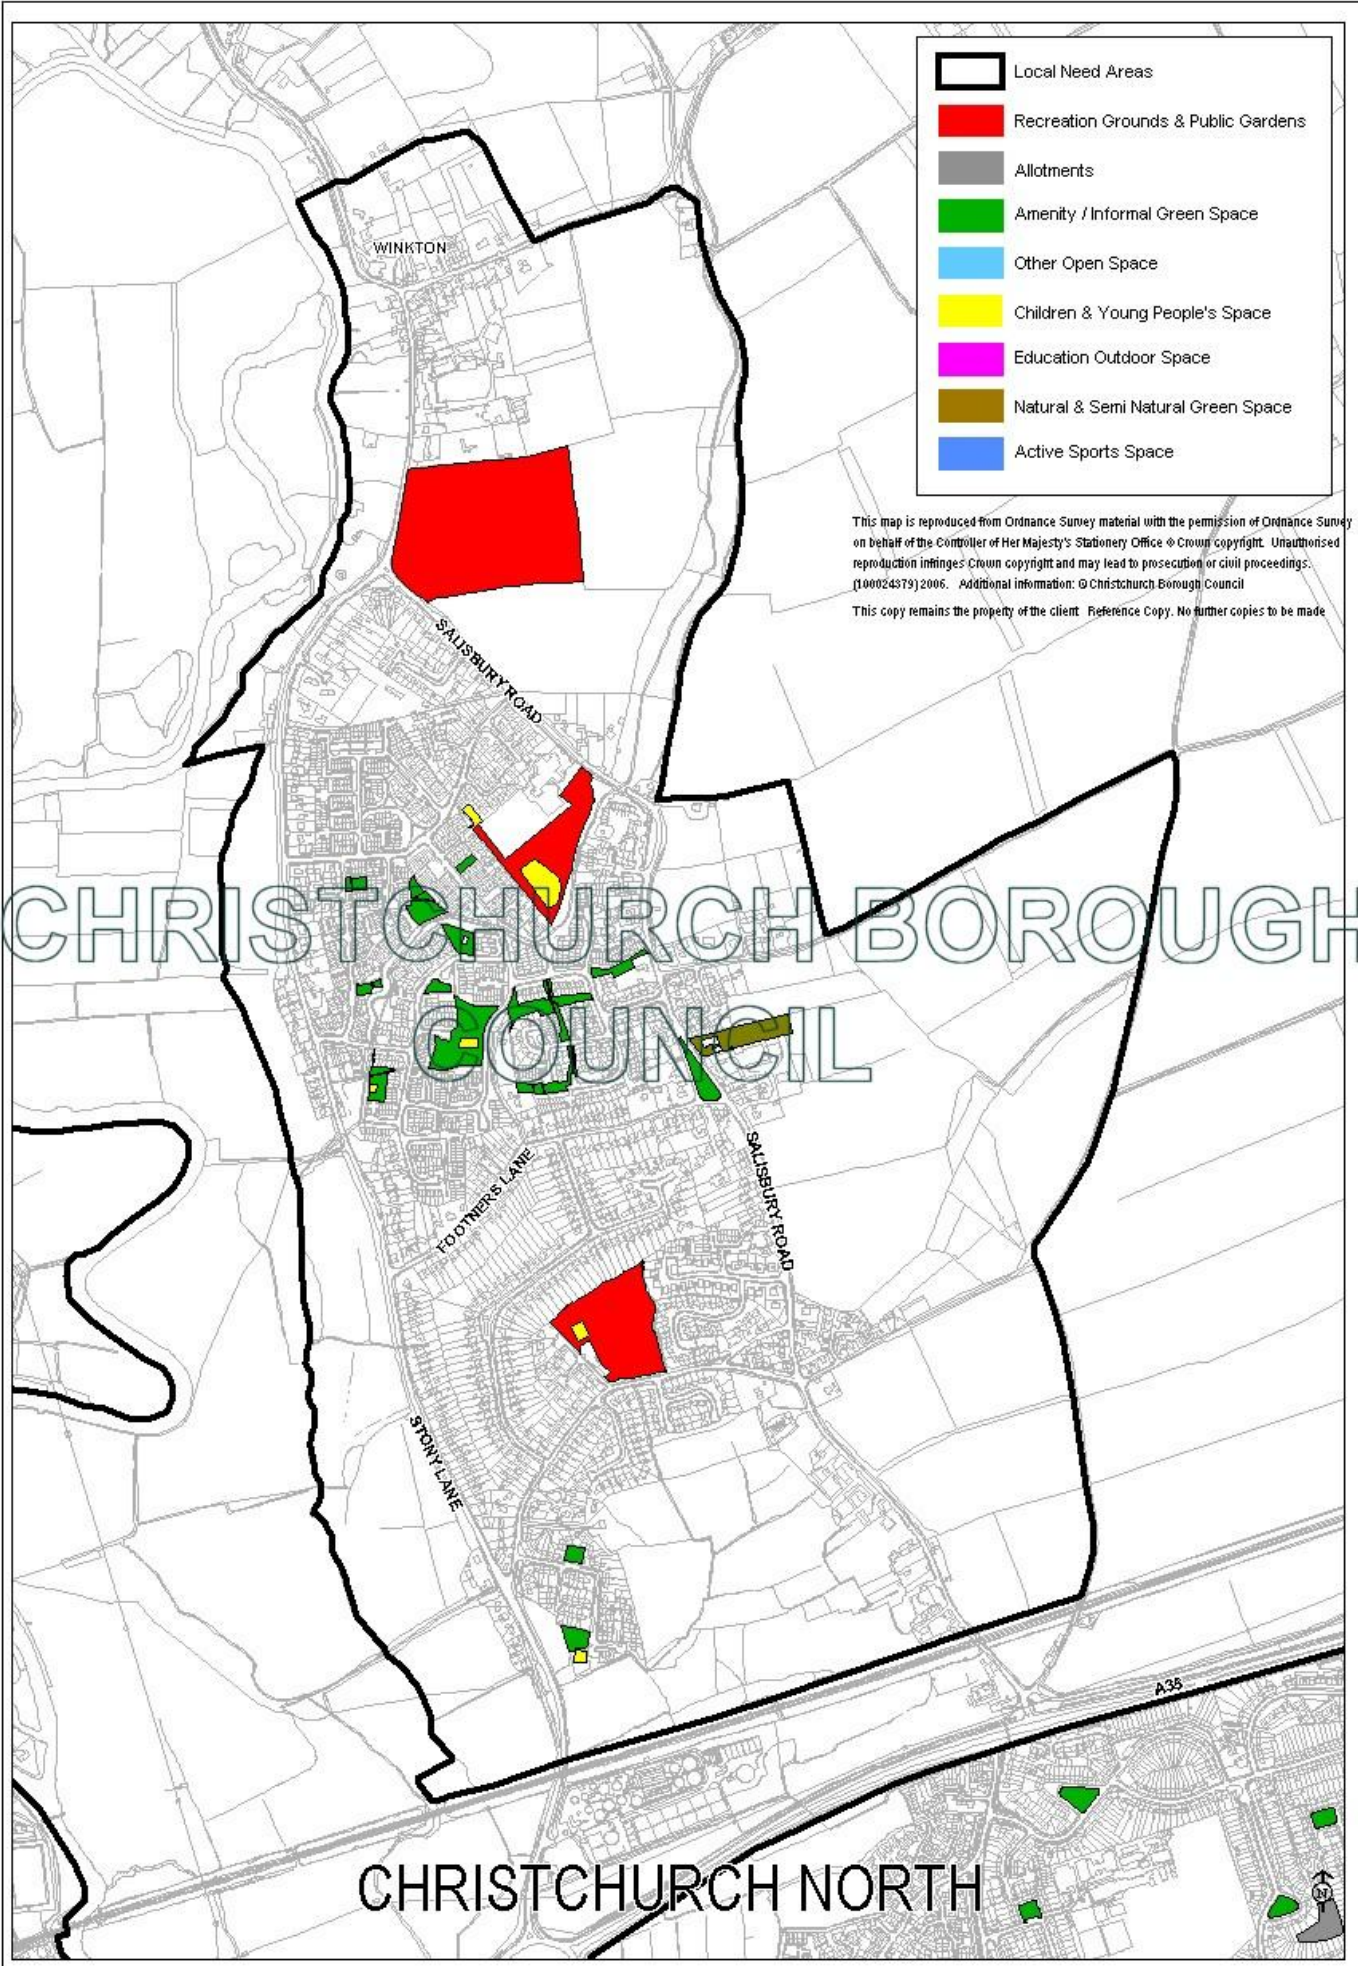 Local Need Areas
Recreation Grounds & Public Gardens
Allotments
Amenity / Informal Green Space
Other Open Space
Children & Young People's Space
Education Outdoor Space
Natural & Semi Natural Green Space
Active Sports Space
WINKTON
This map is reproduced from Ordnance Survey material with the permission of Ordnance Survey
on behalf of the Controller of Her Majesty's Stationery Office © Crown copyright. Unauthorised
reproduction infringes Crown copyright and may lead to prosecution or civil proceedings.
(100024379) 2006. Additional information: © Christchurch Borough Council
This copy remains the property of the client Reference Copy. No further copies to be made
SALISBURY ROAD
CHRISTCHURCH BOROUGH
COUNCIL
FOOTNERS LANE
SALISBURY ROAD
STONY LANE
A35
CHRISTCHURCH NORTH
N